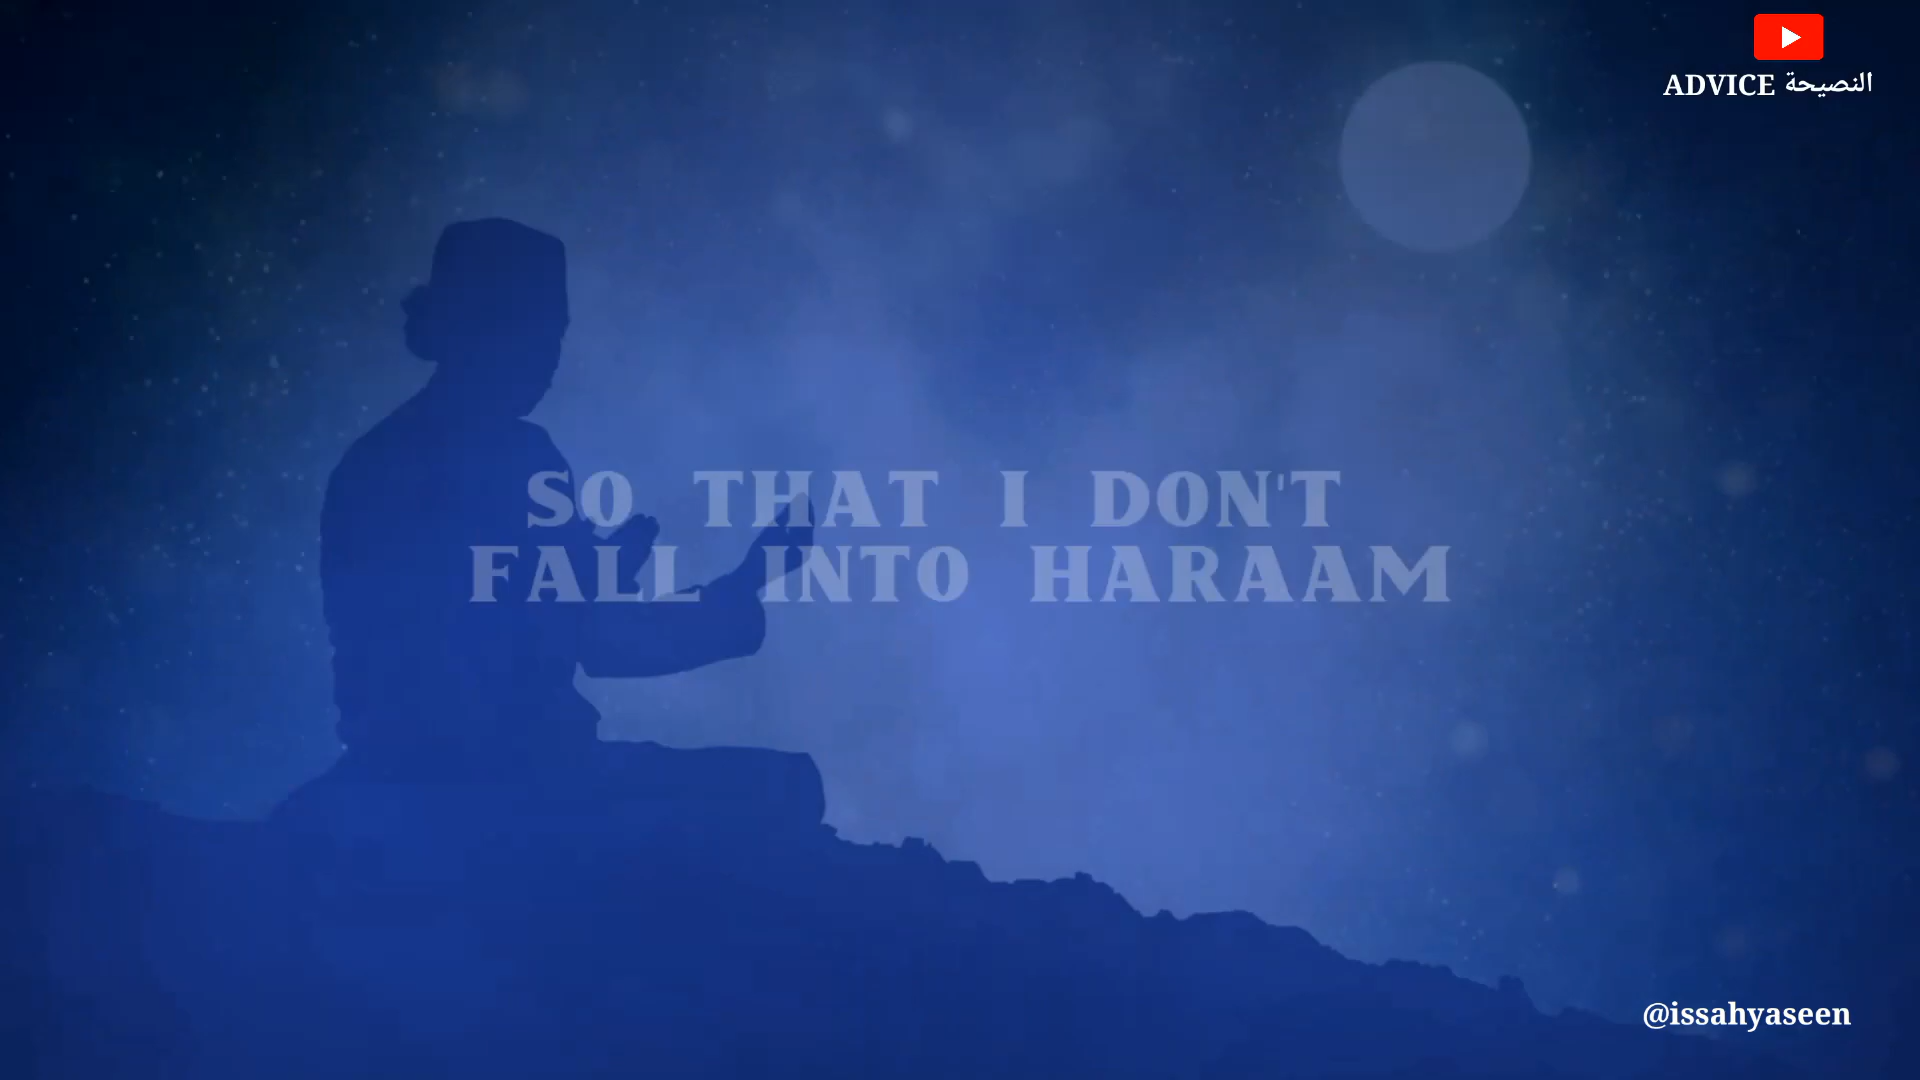 ADVICE النصيحة
SO THAT I DON'T
FALL INTO HARAAM
@issahyaseen